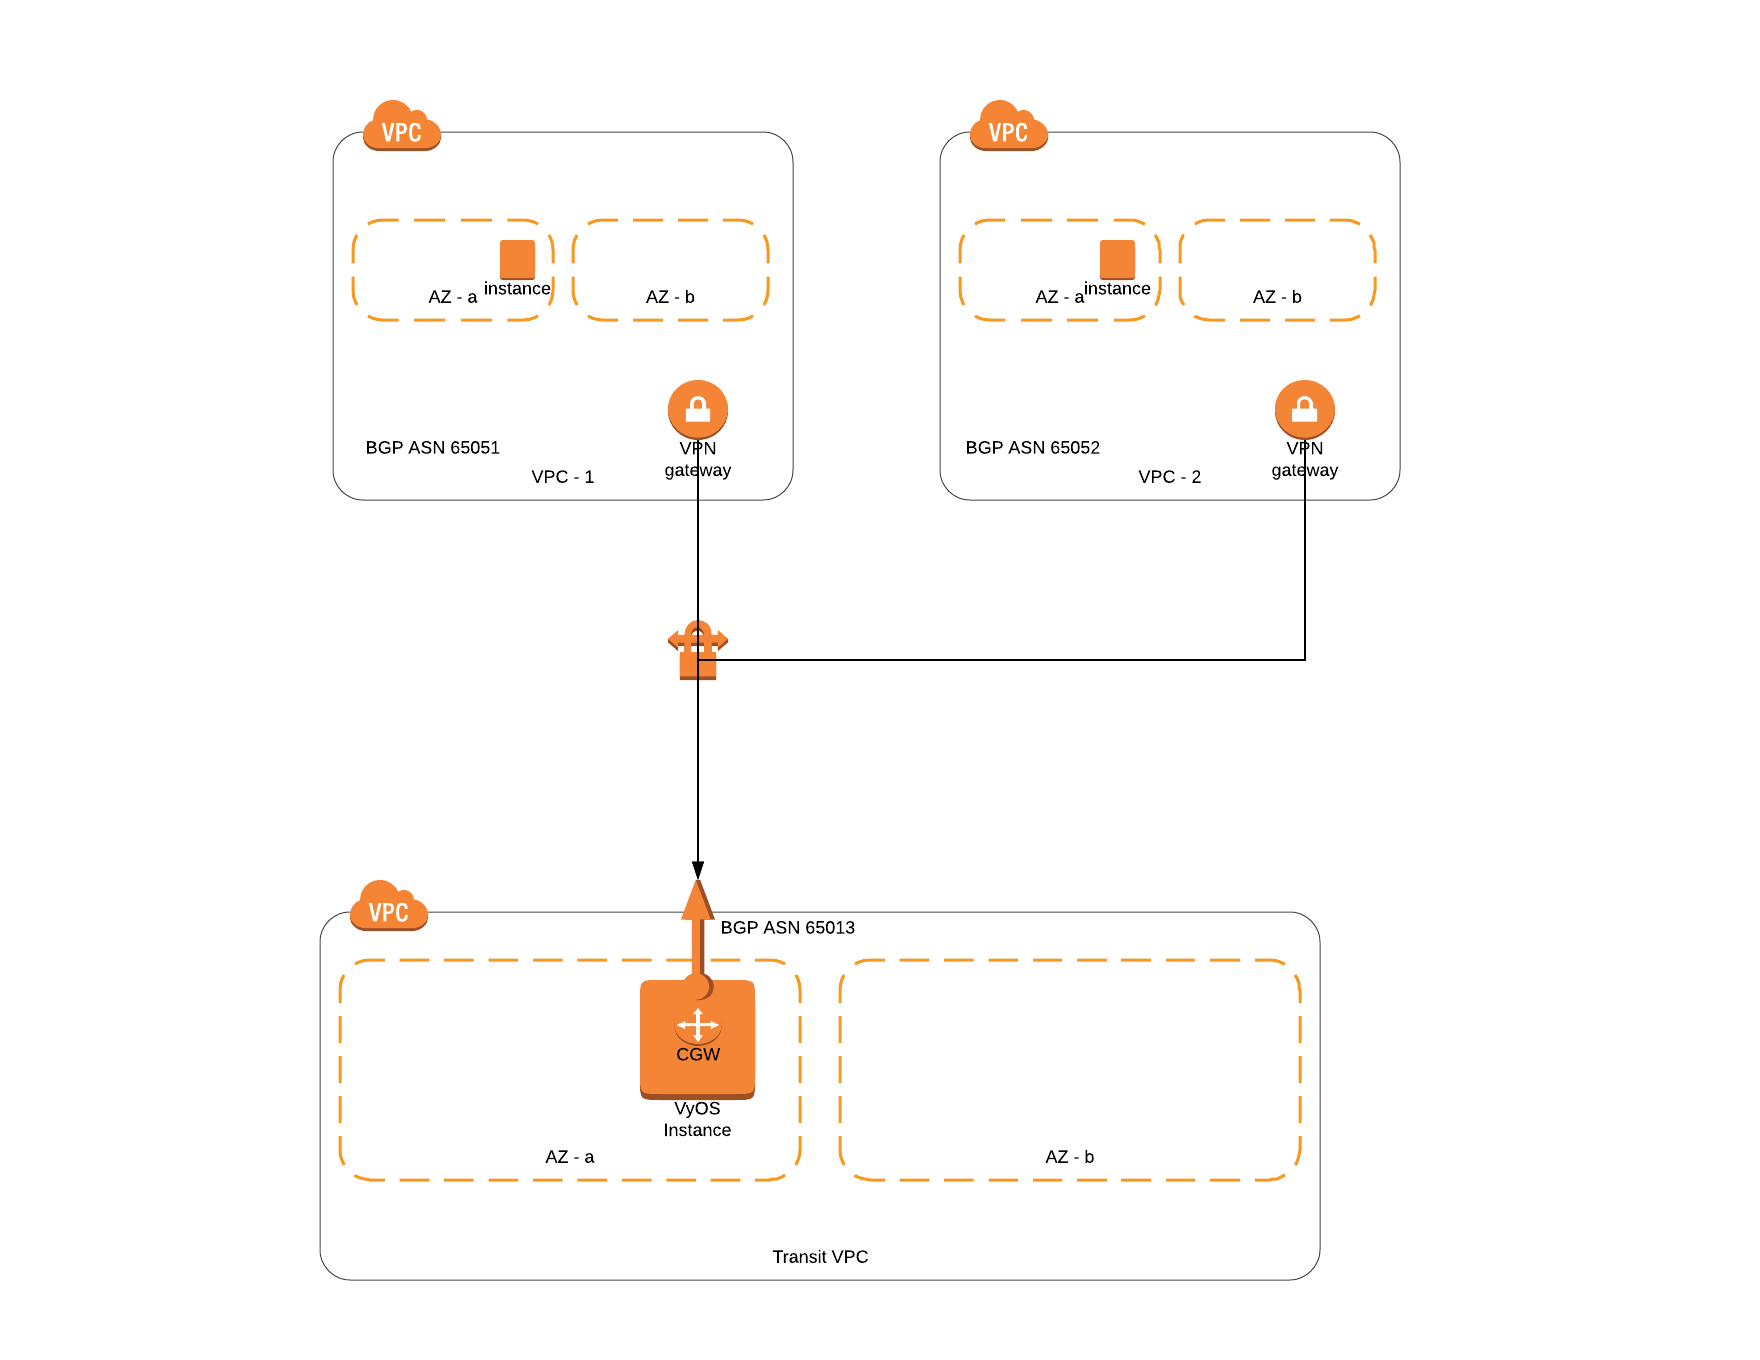 VPC
AZ - a
instance
AZ - b
BGP ASN 65051
VPN
gateway
VPC - 1
VPC
AZ - a
instance
AZ - b
BGP ASN 65052
VPN
gateway
VPC - 2
VPC
BGP ASN 65013
CGW
VyOS
Instance
AZ - a
AZ - b
Transit VPC